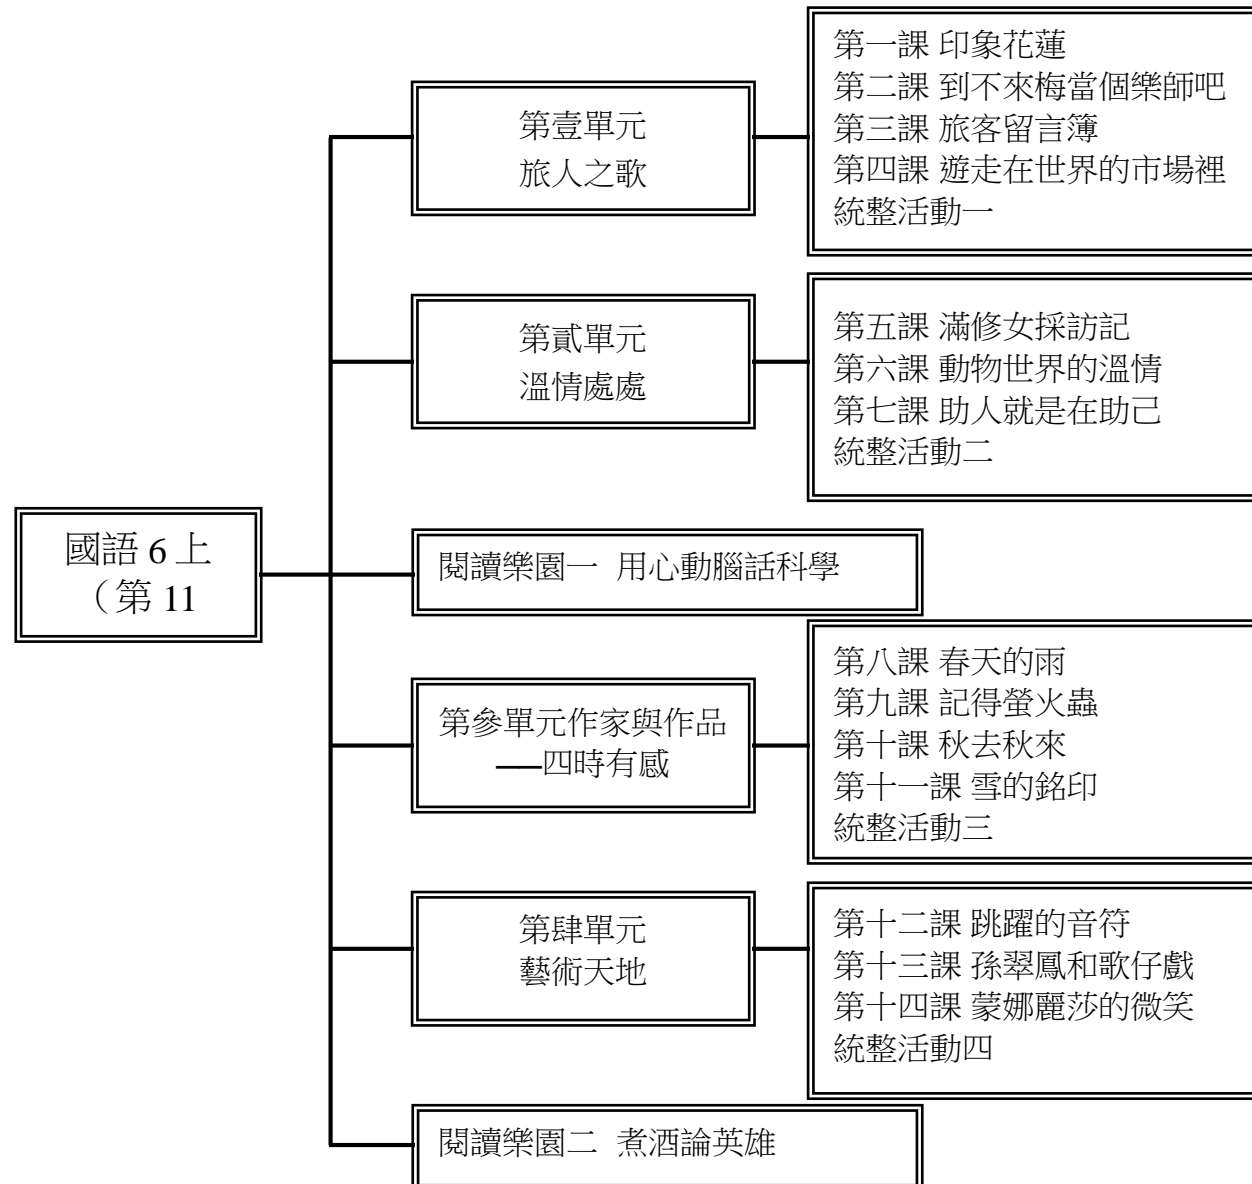 國語 6 上
（第 11
第壹單元
旅人之歌
第一課 印象花蓮
第二課 到不來梅當個樂師吧
第三課 旅客留言簿
第四課 遊走在世界的市場裡
統整活動一
第貳單元
溫情處處
第五課 滿修女採訪記
第六課 動物世界的溫情
第七課 助人就是在助己
統整活動二
閱讀樂園一 用心動腦話科學
第參單元作家與作品
──四時有感
第八課 春天的雨
第九課 記得螢火蟲
第十課 秋去秋來
第十一課 雪的銘印
統整活動三
第肆單元
藝術天地
第十二課 跳躍的音符
第十三課 孫翠鳳和歌仔戲
第十四課 蒙娜麗莎的微笑
統整活動四
閱讀樂園二 煮酒論英雄